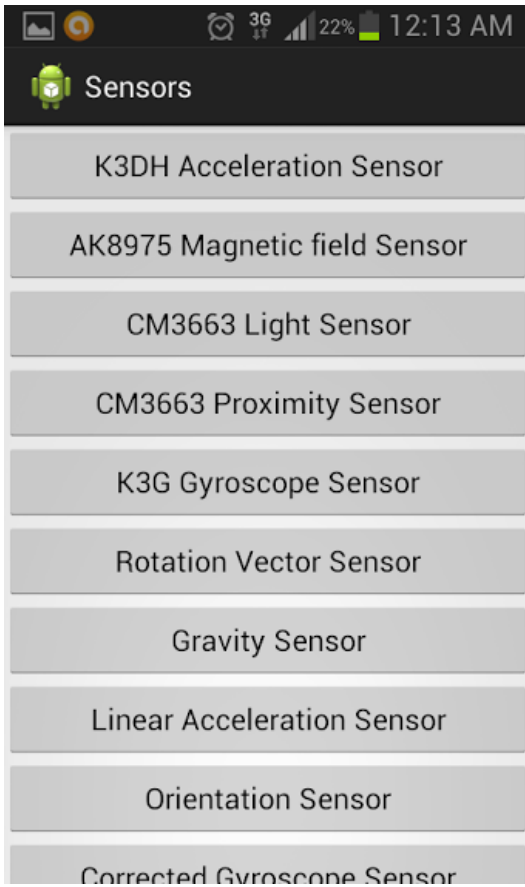 3G 22% 12:13 AM
Sensors
K3DH Acceleration Sensor
AK8975 Magnetic field Sensor
CM3663 Light Sensor
CM3663 Proximity Sensor
K3G Gyroscope Sensor
Rotation Vector Sensor
Gravity Sensor
Linear Acceleration Sensor
Orientation Sensor
Corrected Gyroscope Sensor